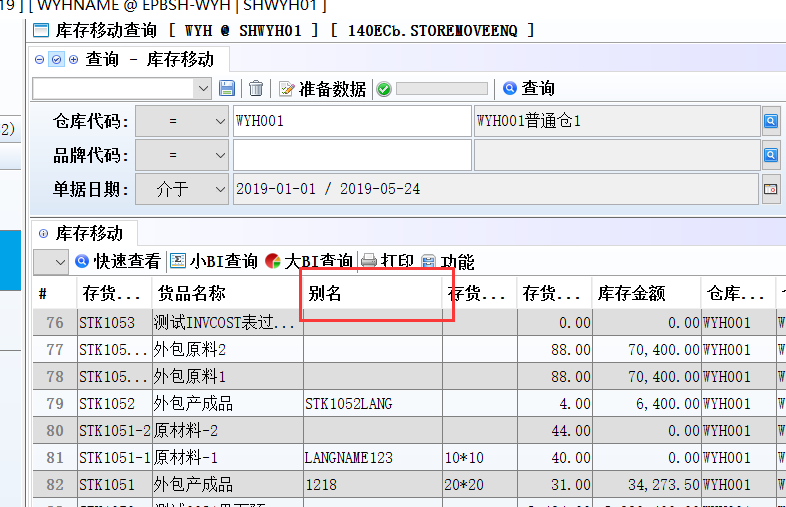 19 ] [ WYHNAME @ EPBSH-WYH | SHWYH01 ]
库存移动查询 [ WYH @ SHWYH01 ] [ 140ECb.STOREMOVEENQ ]
查询 - 库存移动
准备数据 查询
2)
仓库代码: = WYH001 WYH001普通仓1
品牌代码: =
单据日期: 介于 2019-01-01 / 2019-05-24
库存移动
快速查看 小BI查询 大BI查询 打印 功能
# 存货... 货品名称 别名 存货... 存货... 库存金额 仓库...
76 STK1053 测试INVCOST表过... 0.00 0.00 WYH001 W
77 STK105... 外包原料2 88.00 70,400.00 WYH001 W
78 STK105... 外包原料1 88.00 70,400.00 WYH001 W
79 STK1052 外包产成品 STK1052LANG 4.00 6,400.00 WYH001 W
80 STK1051-2 原材料-2 44.00 0.00 WYH001 W
81 STK1051-1 原材料-1 LANGNAME123 10*10 40.00 0.00 WYH001 W
82 STK1051 外包产成品 1218 20*20 31.00 34,273.50 WYH001 W